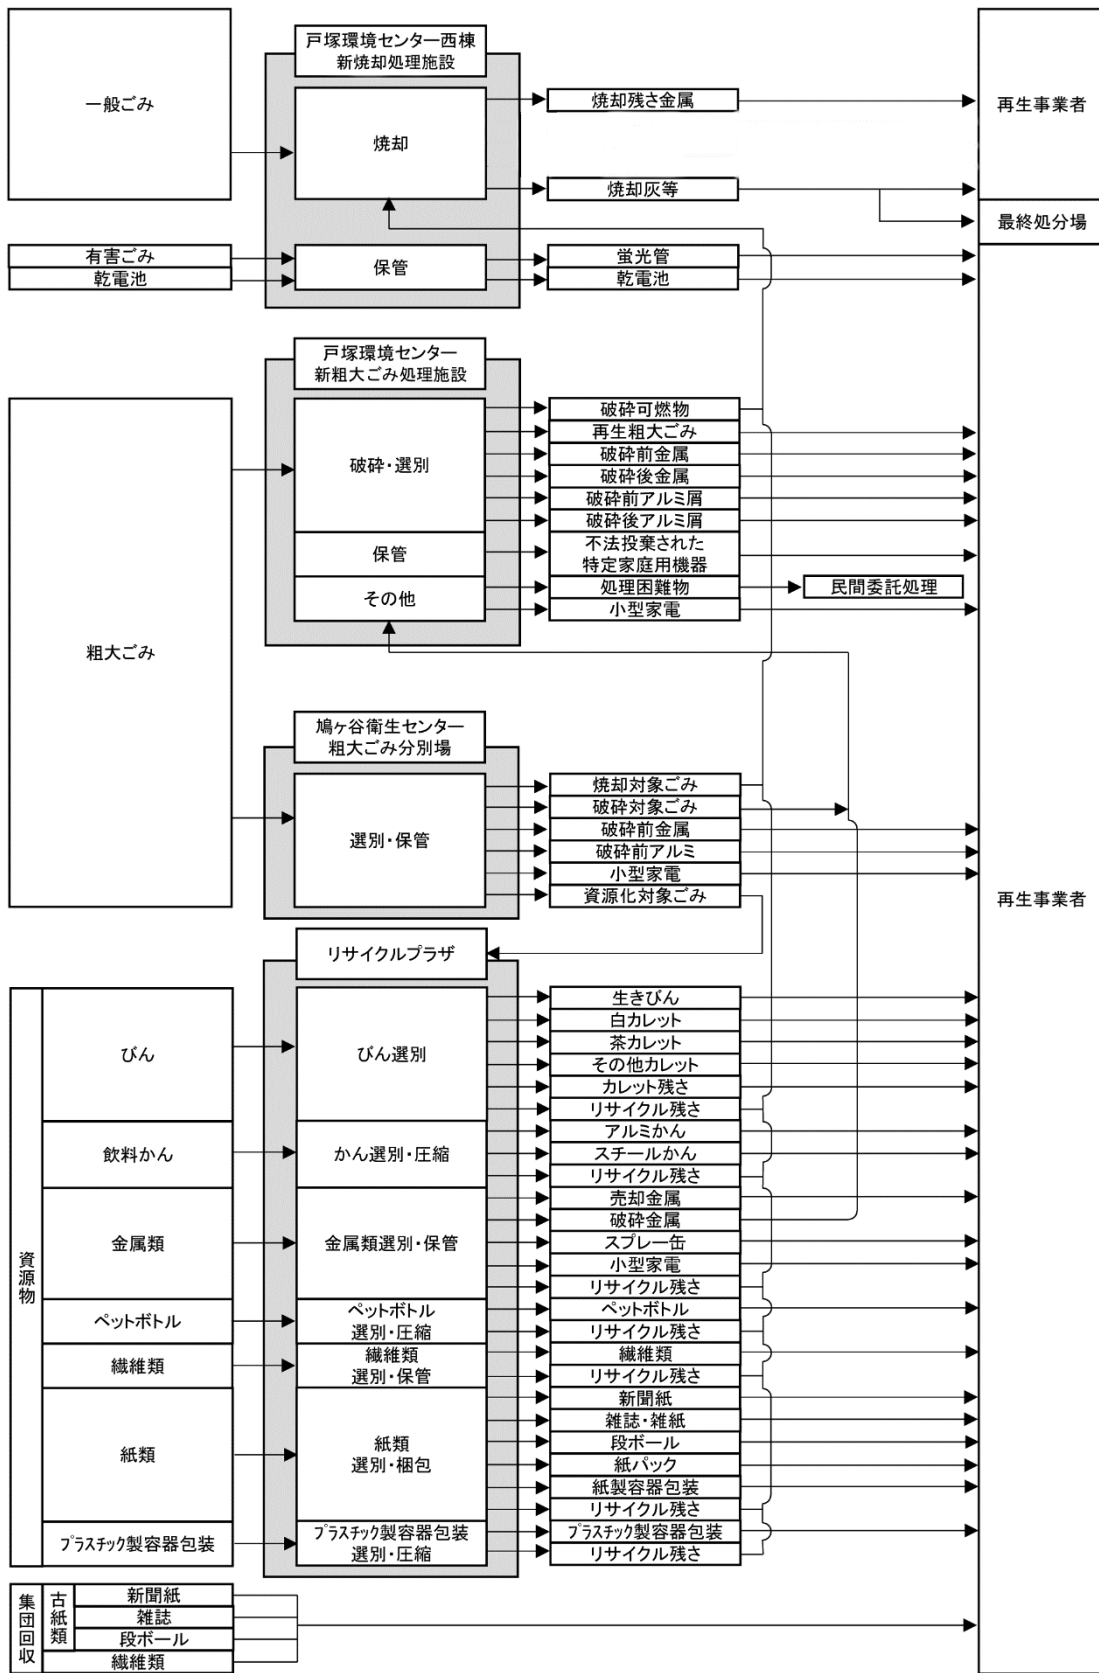 戸塚環境センター西棟
新焼却処理施設
一般ごみ
焼却
焼却残さ金属
再生事業者
焼却灰等
最終処分場
有害ごみ
乾電池
保管
蛍光管
乾電池
戸塚環境センター
新粗大ごみ処理施設
粗大ごみ
破砕・選別
保管
その他
破砕可燃物
再生粗大ごみ
破砕前金属
破砕後金属
破砕前アルミ屑
破砕後アルミ屑
不法投棄された
特定家庭用機器
処理困難物
民間委託処理
小型家電
鳩ヶ谷衛生センター
粗大ごみ分別場
選別・保管
焼却対象ごみ
破砕対象ごみ
破砕前金属
破砕前アルミ
小型家電
資源化対象ごみ
再生事業者
リサイクルプラザ
資源物
びん
びん選別
生きびん
白カレット
茶カレット
その他カレット
カレット残さ
リサイクル残さ
飲料かん
かん選別・圧縮
アルミかん
スチールかん
リサイクル残さ
金属類
金属類選別・保管
売却金属
破砕金属
スプレー缶
小型家電
リサイクル残さ
ペットボトル
ペットボトル
選別・圧縮
ペットボトル
リサイクル残さ
繊維類
繊維類
選別・保管
繊維類
リサイクル残さ
紙類
紙類
選別・梱包
新聞紙
雑誌・雑紙
段ボール
紙パック
紙製容器包装
リサイクル残さ
プラスチック製容器包装
プラスチック製容器包装
選別・圧縮
プラスチック製容器包装
リサイクル残さ
集団回収
古紙類
新聞紙
雑誌
段ボール
繊維類